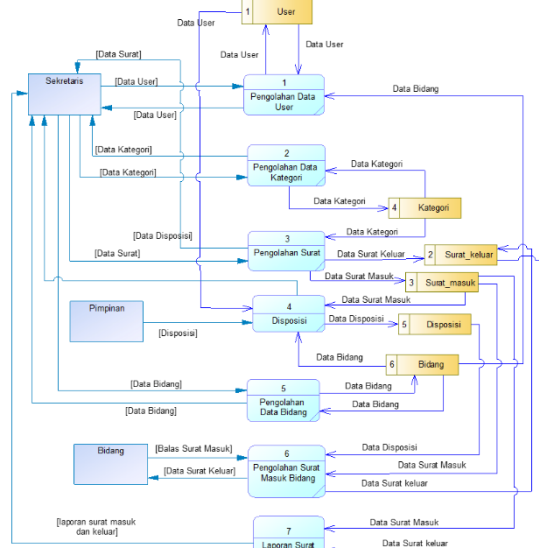 Data User
1 User
Data User
Data User
[Data Surat]
Sekretaris
[Data User]
1
Pengolahan Data
User
Data Bidang
[Data User]
2
Pengolahan Data
Kategori
[Data Kategori]
Data Kategori
[Data Kategori]
Data Kategori
4 Kategori
Data Kategori
[Data Disposisi]
3
Pengolahan Surat
Data Surat Keluar
2 Surat_keluar
[Data Surat]
Data Surat Masuk
3 Surat_masuk
Data Surat Masuk
Pimpinan
4
Disposisi
Data Disposisi
5 Disposisi
[Disposisi]
Data Bidang
6 Bidang
[Data Bidang]
5
Pengolahan
Data Bidang
Data Bidang
[Data Bidang]
Data Bidang
Bidang
[Balas Surat Masuk]
6
Pengolahan Surat
Masuk Bidang
Data Disposisi
[Data Surat Keluar]
Data Surat Masuk
Data Surat keluar
[laporan surat masuk
dan keluar]
7
Laporan Surat
Data Surat Masuk
Data Surat keluar